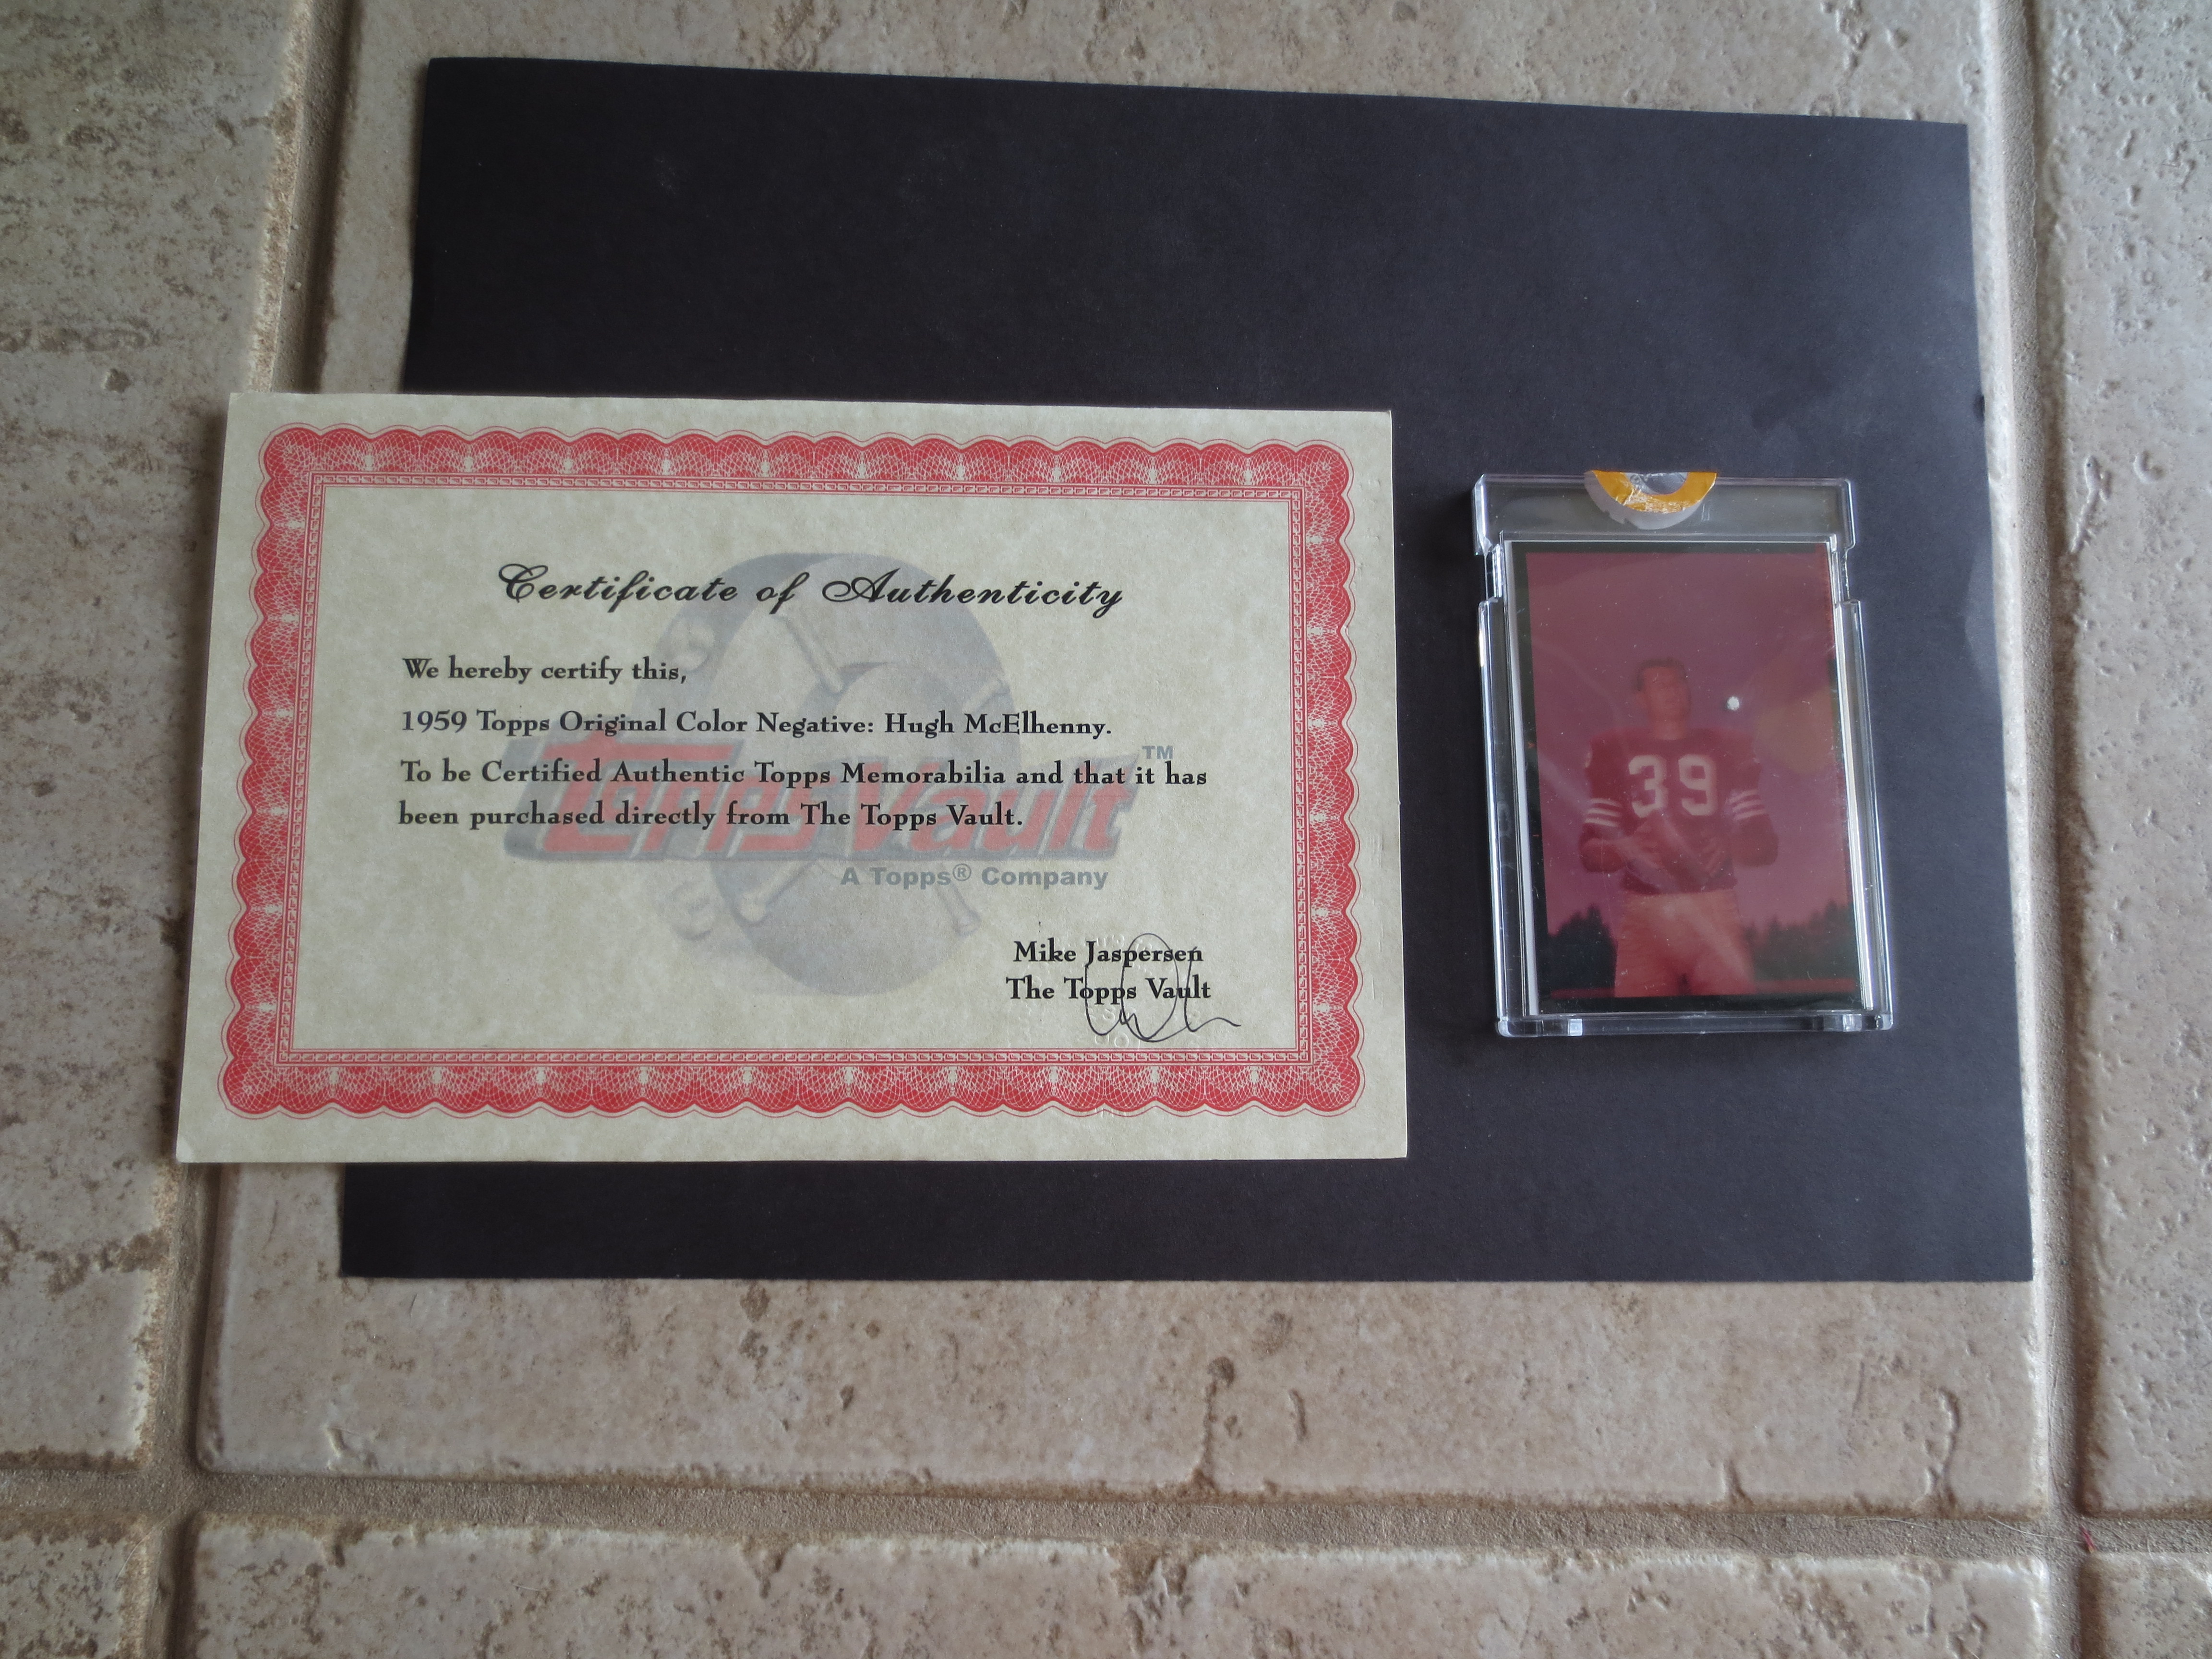 Certificate of Authenticity
We hereby certify this,
1959 Topps Original Color Negative: Hugh McElhenny.
To be Certified Authentic Topps Memorabilia and that it has
been purchased directly from The Topps Vault.
Topps Vault™
A Topps® Company
Mike Jaspersen
The Topps Vault
39